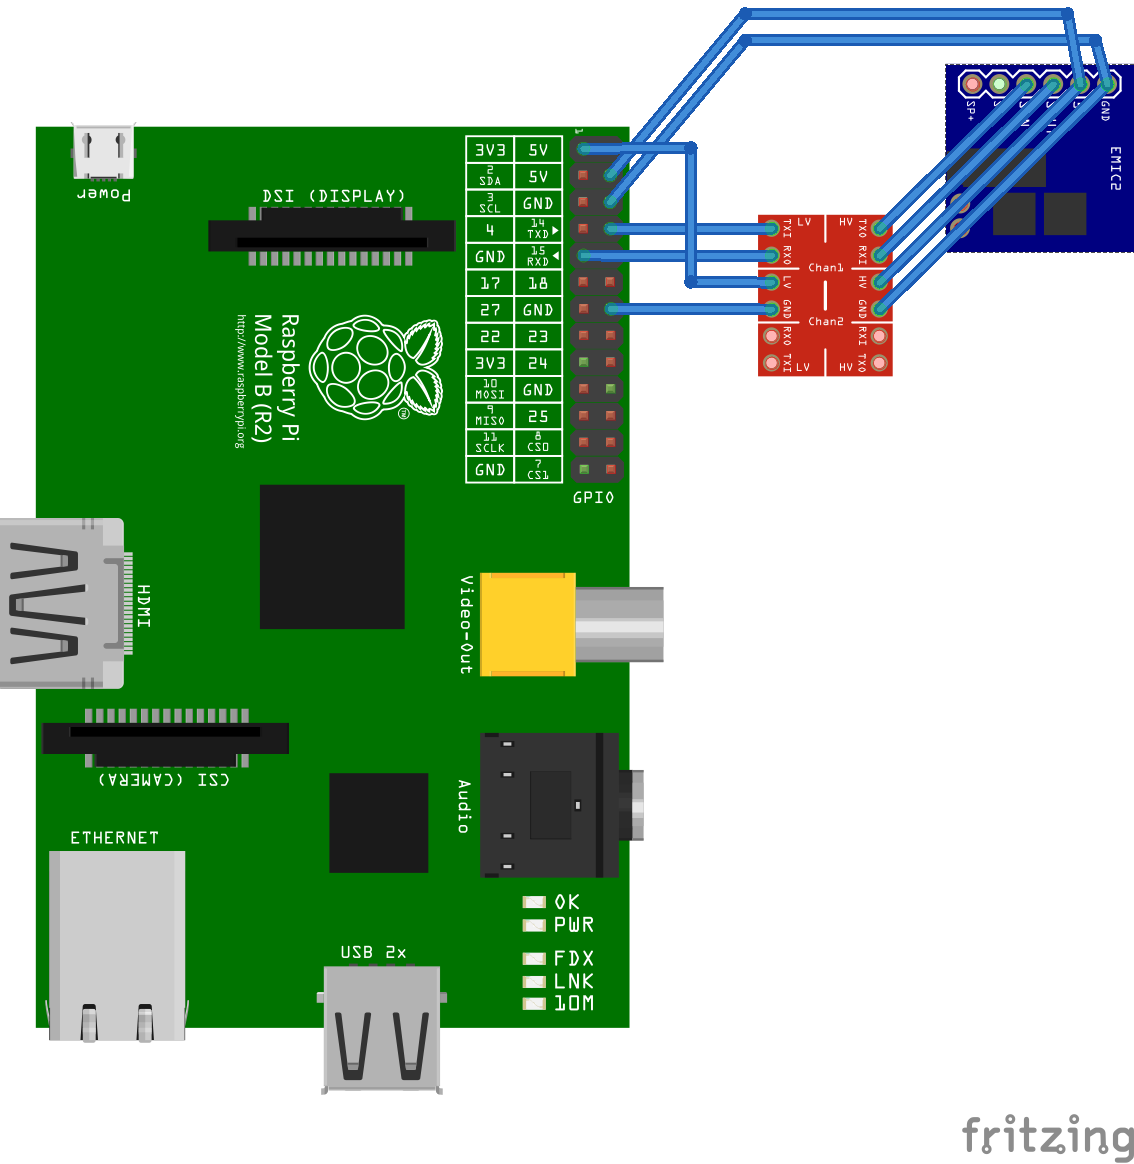 SP+
S
N
GND
EMIC2
Power
DSI (DISPLAY)
1
3V3 5V
2 SDA 5V
3 SCL GND
4 14 TXD
GND 15 RXD
17 18
27 GND
22 23
3V3 24
10 MOSI GND
9 MISO 25
11 SCLK 8 CS0
GND 7 CS1
GPIO
Raspberry Pi
Model B (R2)
http://www.raspberrypi.org
TM
TXI LV HV TXO
RXO RXI
Chan1
LV HV
GND GND
Chan2
RXO RXI
TXI LV HV TXO
HDMI
Video-Out
CSI (CAMERA)
Audio
ETHERNET
USB 2x
OK
PWR
FDX
LNK
10M
fritzing